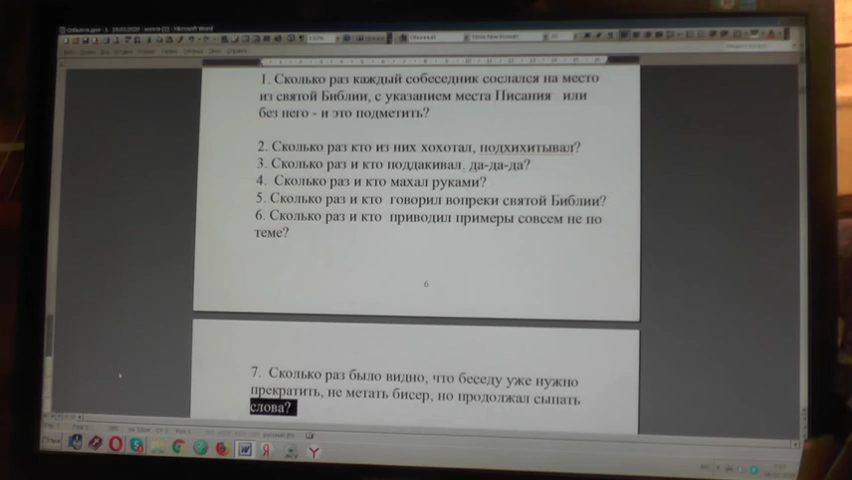 1. Сколько раз каждый собеседник сослался на место
из святой Библии, с указанием места Писания или
без него - и это подметить?
2. Сколько раз кто из них хохотал, подхихитывал?
3. Сколько раз и кто поддакивал, да-да-да?
4. Сколько раз и кто махал руками?
5. Сколько раз и кто говорил вопреки святой Библии?
6. Сколько раз и кто приводил примеры совсем не по
теме?
6
7. Сколько раз было видно, что беседу уже нужно
прекратить, не метать бисер, но продолжал сыпать
слова?